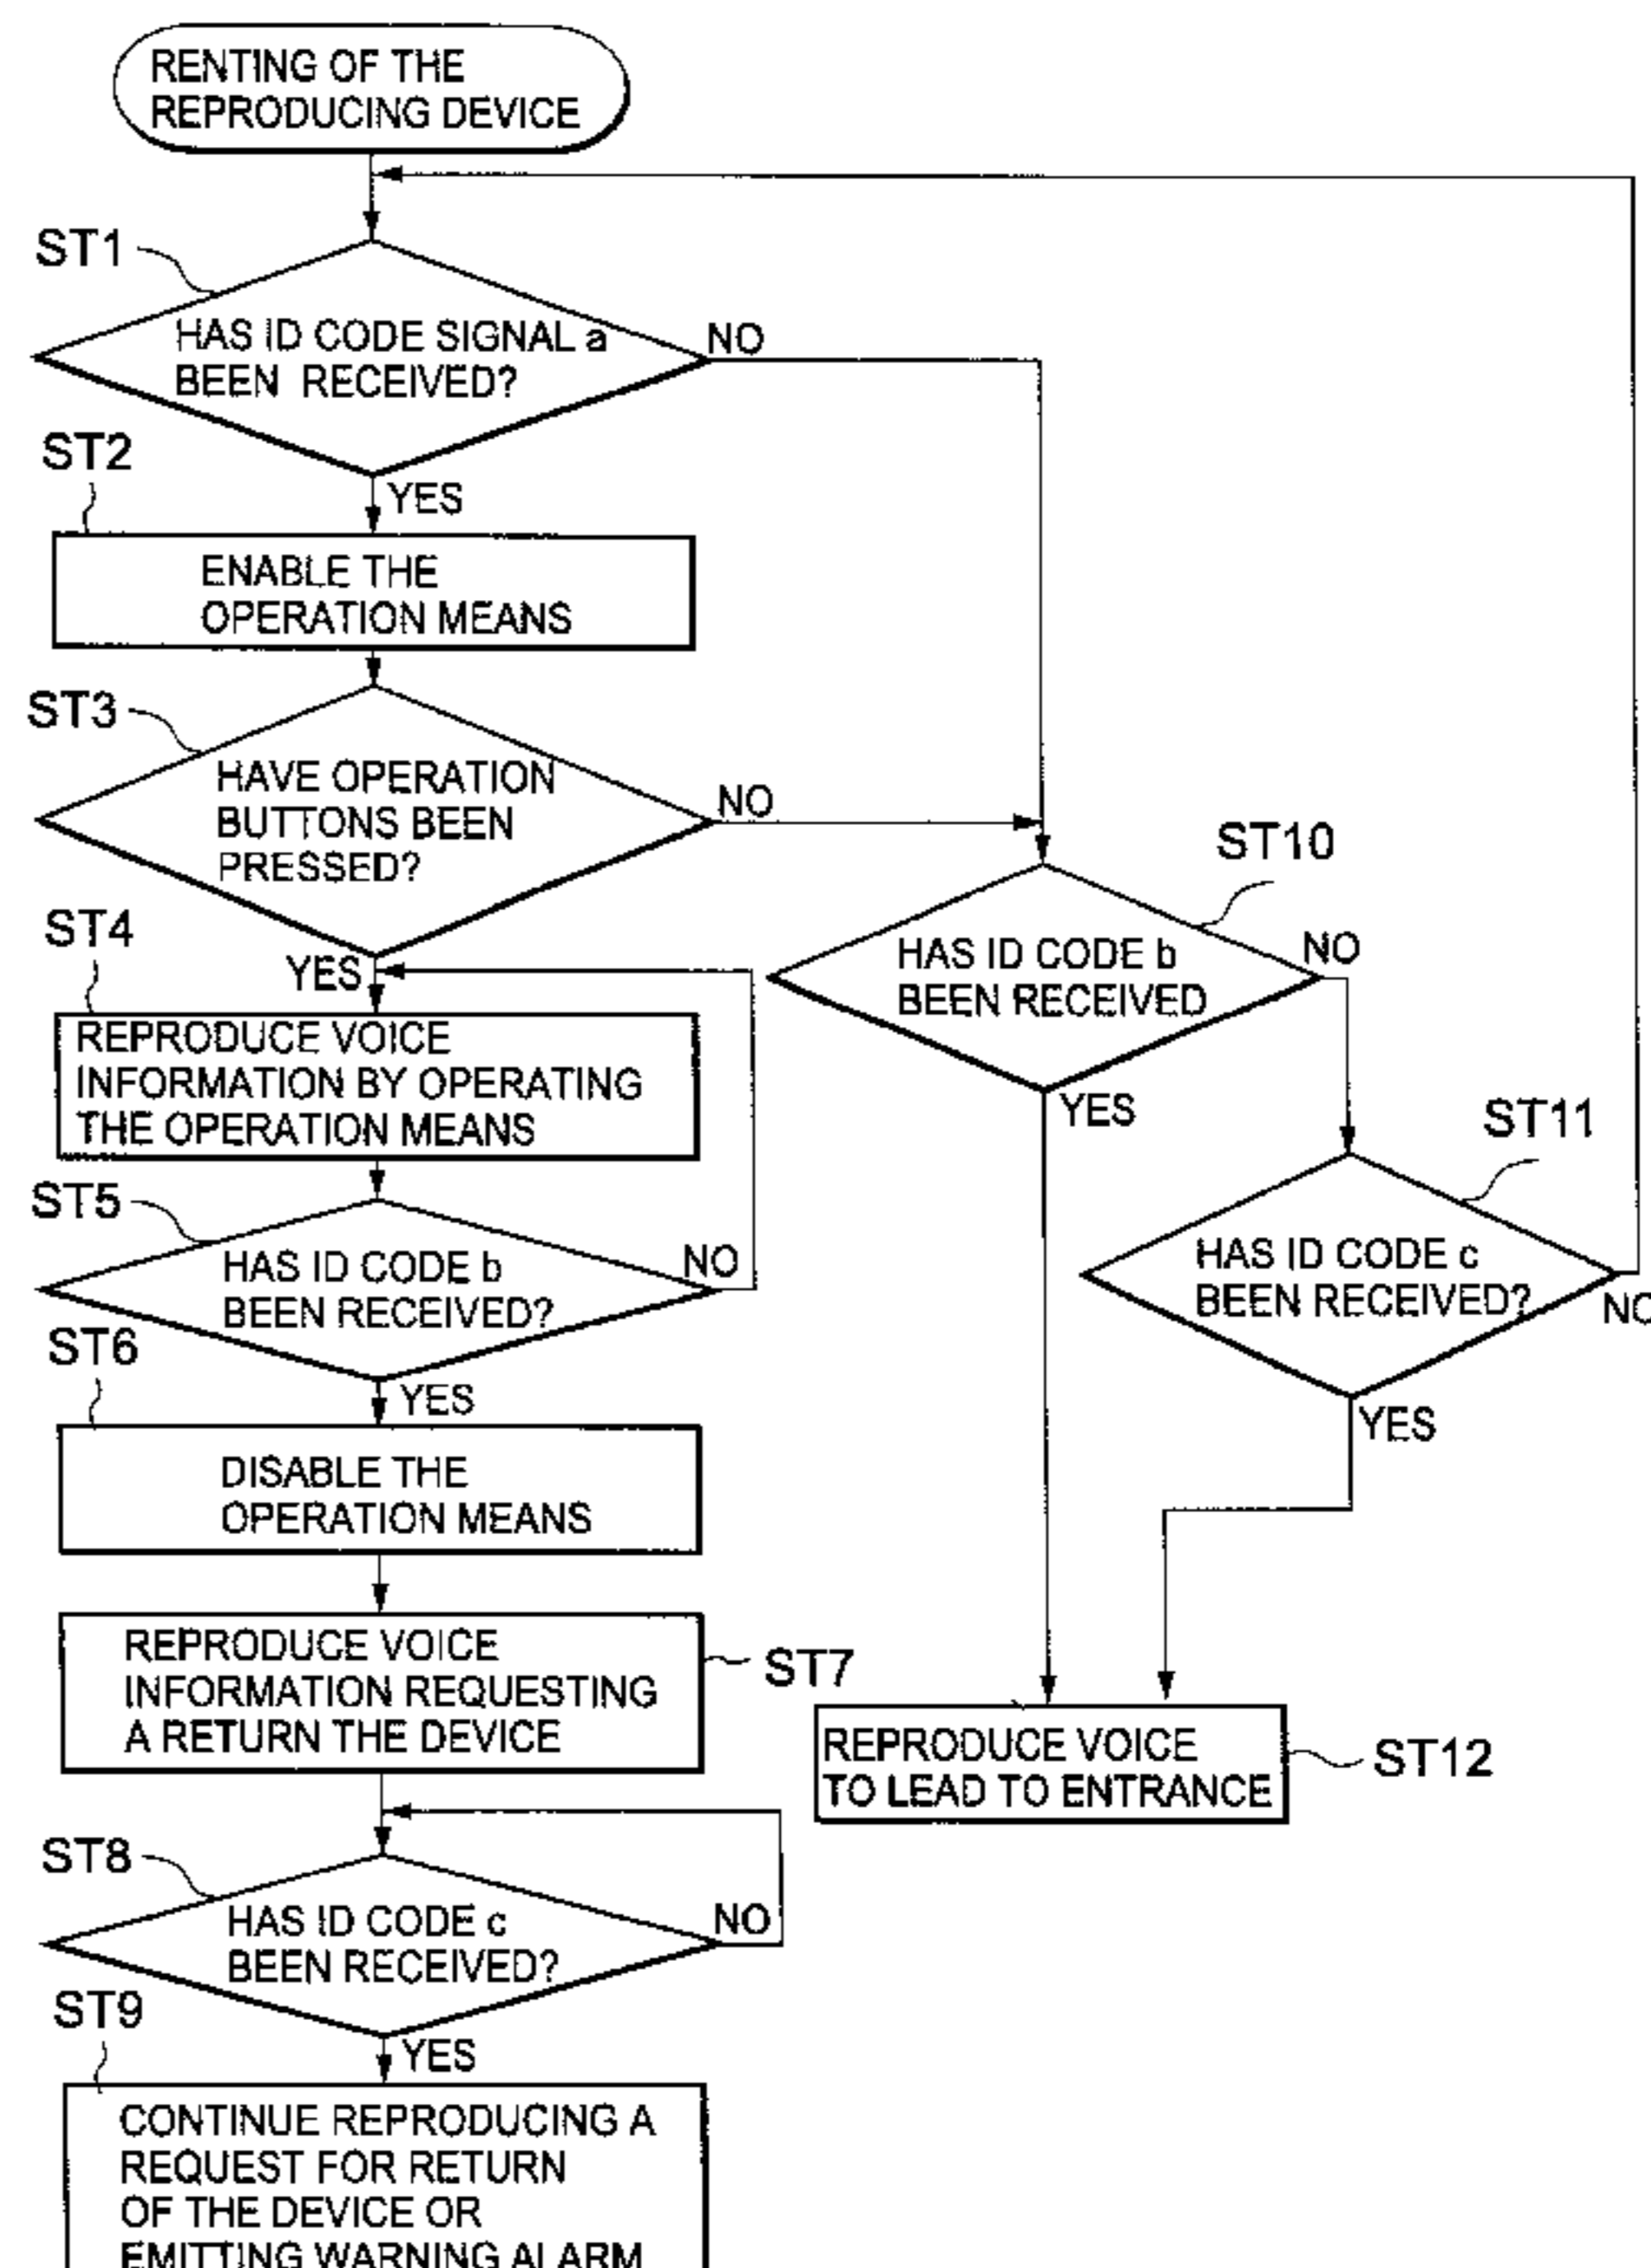 RENTING OF THE
REPRODUCING DEVICE
ST1
HAS ID CODE SIGNAL a
BEEN RECEIVED?
NO
YES
ST2
ENABLE THE
OPERATION MEANS
ST3
HAVE OPERATION
BUTTONS BEEN
PRESSED?
NO
YES
ST4
REPRODUCE VOICE
INFORMATION BY OPERATING
THE OPERATION MEANS
ST5
HAS ID CODE b
BEEN RECEIVED?
NO
YES
ST6
DISABLE THE
OPERATION MEANS
REPRODUCE VOICE
INFORMATION REQUESTING
A RETURN THE DEVICE
ST7
ST8
HAS ID CODE c
BEEN RECEIVED?
NO
YES
ST9
CONTINUE REPRODUCING A
REQUEST FOR RETURN
OF THE DEVICE OR
EMITTING WARNING ALARM
ST10
HAS ID CODE b
BEEN RECEIVED
NO
YES
ST11
HAS ID CODE c
BEEN RECEIVED?
NO
YES
REPRODUCE VOICE
TO LEAD TO ENTRANCE
ST12